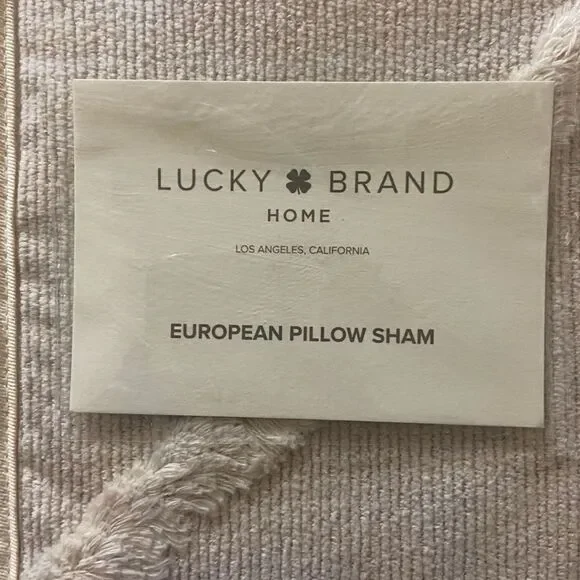 LUCKY BRAND
HOME
LOS ANGELES, CALIFORNIA
EUROPEAN PILLOW SHAM